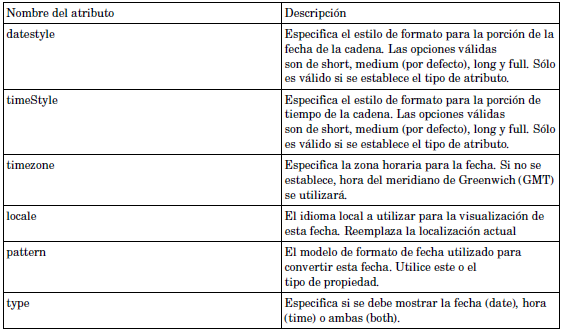 Nombre del atributo
Descripción
datestyle
Especifica el estilo de formato para la porción de la
fecha de la cadena. Las opciones válidas
son de short, medium (por defecto), long y full. Sólo
es válido si se establece el tipo de atributo.
timeStyle
Especifica el estilo de formato para la porción de
tiempo de la cadena. Las opciones válidas
son de short, medium (por defecto), long y full. Sólo
es válido si se establece el tipo de atributo.
timezone
Especifica la zona horaria para la fecha. Si no se
establece, hora del meridiano de Greenwich (GMT)
se utilizará.
locale
El idioma local a utilizar para la visualización de
esta fecha. Reemplaza la localización actual
pattern
El modelo de formato de fecha utilizado para
convertir esta fecha. Utilice este o el
tipo de propiedad.
type
Especifica si se debe mostrar la fecha (date), hora
(time) o ambas (both).